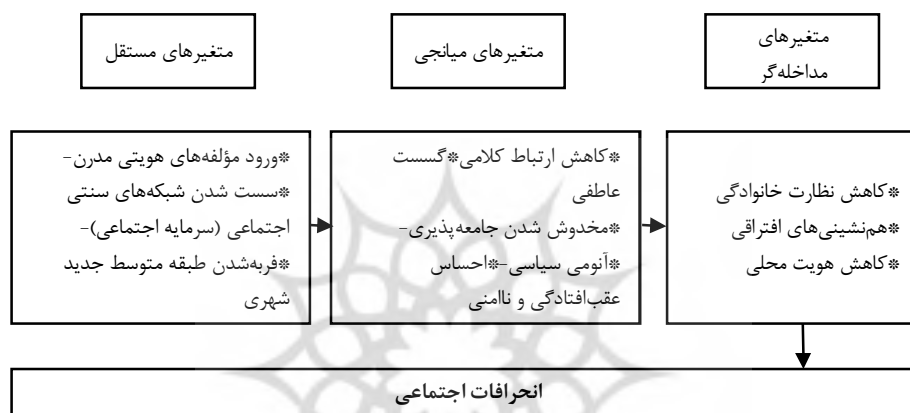 متغیرهای مستقل
متغیرهای میانجی
متغیرهای
مداخله‌گر
*ورود مؤلفه‌های هویتی مدرن-
*سست شدن شبکه‌های سنتی
اجتماعی (سرمایه اجتماعی)-
*فربه‌شدن طبقه متوسط جدید
شهری
*کاهش ارتباط کلامی*گسست
عاطفی
*مخدوش شدن جامعه‌پذیری-
*آنومی سیاسی-*احساس
عقب‌افتادگی و ناامنی
*کاهش نظارت خانوادگی
*هم‌نشینی‌های افتراقی
*کاهش هویت محلی
انحرافات اجتماعی